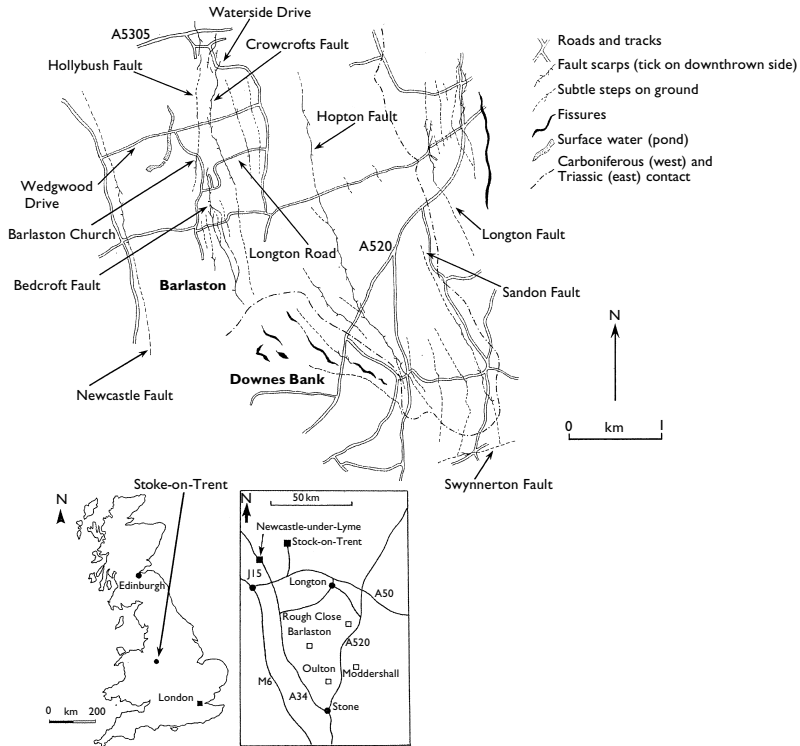 Waterside Drive
A5305
Crowcrofts Fault
Hollybush Fault
Hopton Fault
Wedgwood
Drive
Barlaston Church
Longton Road
A520
Longton Fault
Bedcroft Fault
Barlaston
Sandon Fault
Newcastle Fault
Downes Bank
Swynnerton Fault
Roads and tracks
Fault scarps (tick on downthrown side)
Subtle steps on ground
Fissures
Surface water (pond)
Carboniferous (west) and
Triassic (east) contact
N
0 km 1
Stoke-on-Trent
N
Edinburgh
London
0 km 200
N
50 km
Newcastle-under-Lyme
Stock-on-Trent
J15
Longton
A50
Rough Close
Barlaston
A520
Oulton
Moddershall
M6
A34
Stone